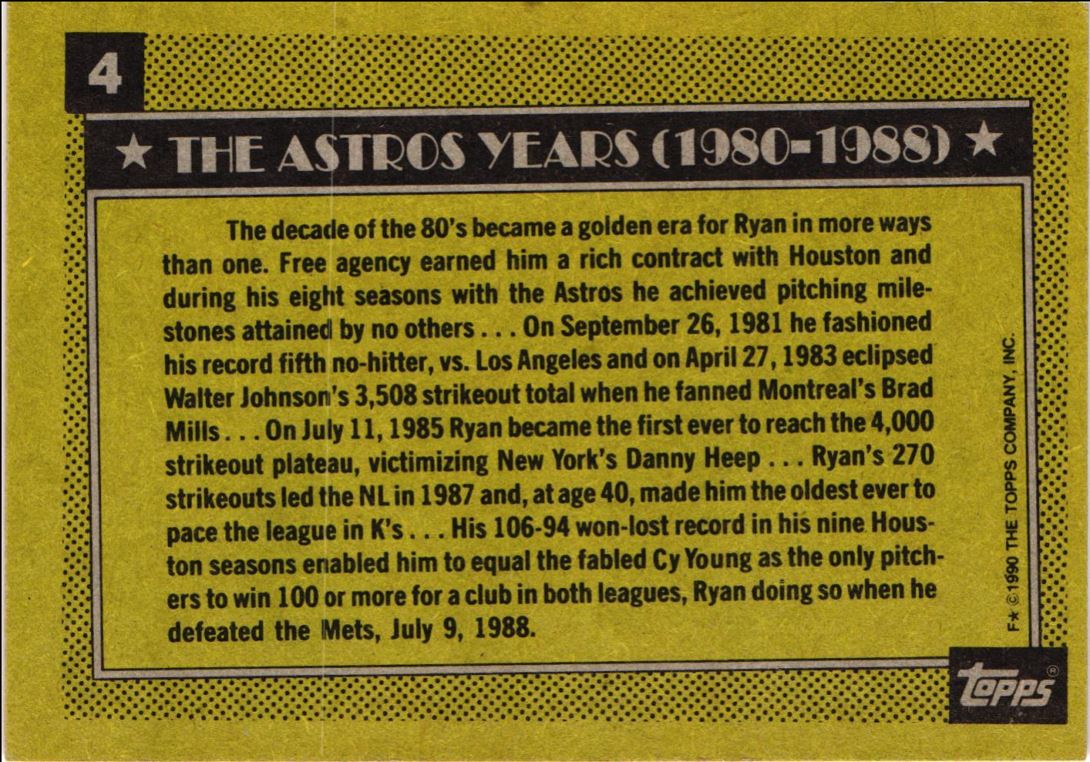 4
★ THE ASTROS YEARS (1980-1988) ★
The decade of the 80's became a golden era for Ryan in more ways
than one. Free agency earned him a rich contract with Houston and
during his eight seasons with the Astros he achieved pitching mile-
stones attained by no others . . . On September 26, 1981 he fashioned
his record fifth no-hitter, vs. Los Angeles and on April 27, 1983 eclipsed
Walter Johnson's 3,508 strikeout total when he fanned Montreal's Brad
Mills . . . On July 11, 1985 Ryan became the first ever to reach the 4,000
strikeout plateau, victimizing New York's Danny Heep . . . Ryan's 270
strikeouts led the NL in 1987 and, at age 40, made him the oldest ever to
pace the league in K's . . . His 106-94 won-lost record in his nine Hous-
ton seasons enabled him to equal the fabled Cy Young as the only pitch-
ers to win 100 or more for a club in both leagues, Ryan doing so when he
defeated the Mets, July 9, 1988.
F★ © 1990 THE TOPPS COMPANY, INC.
topps®